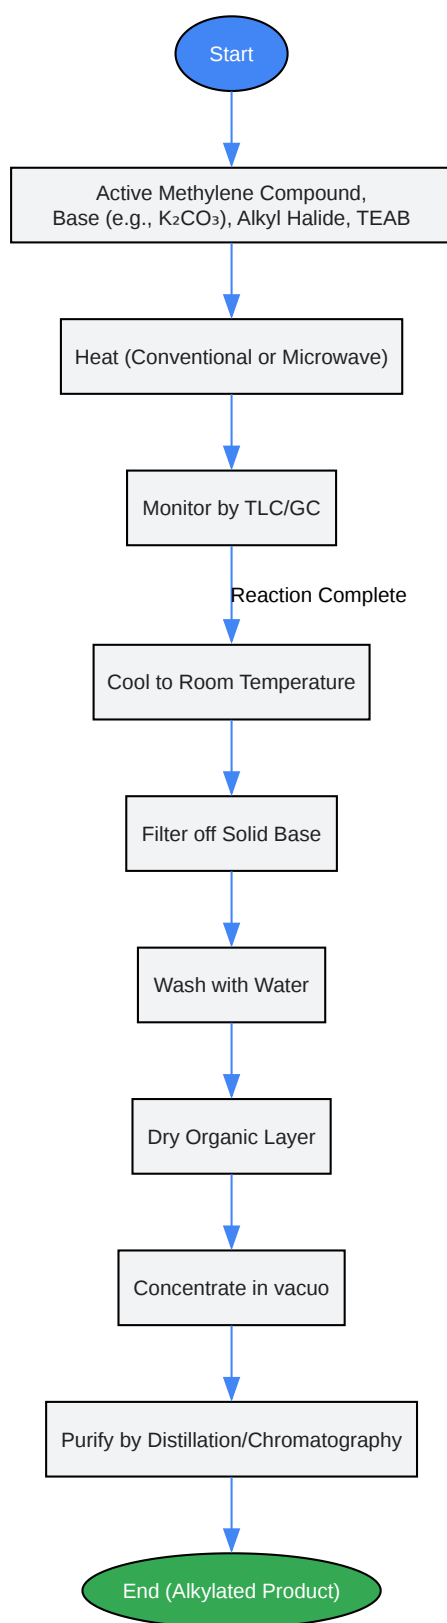 Start
Active Methylene Compound,
Base (e.g., K₂CO₃), Alkyl Halide, TEAB
Heat (Conventional or Microwave)
Monitor by TLC/GC
Reaction Complete
Cool to Room Temperature
Filter off Solid Base
Wash with Water
Dry Organic Layer
Concentrate in vacuo
Purify by Distillation/Chromatography
End (Alkylated Product)